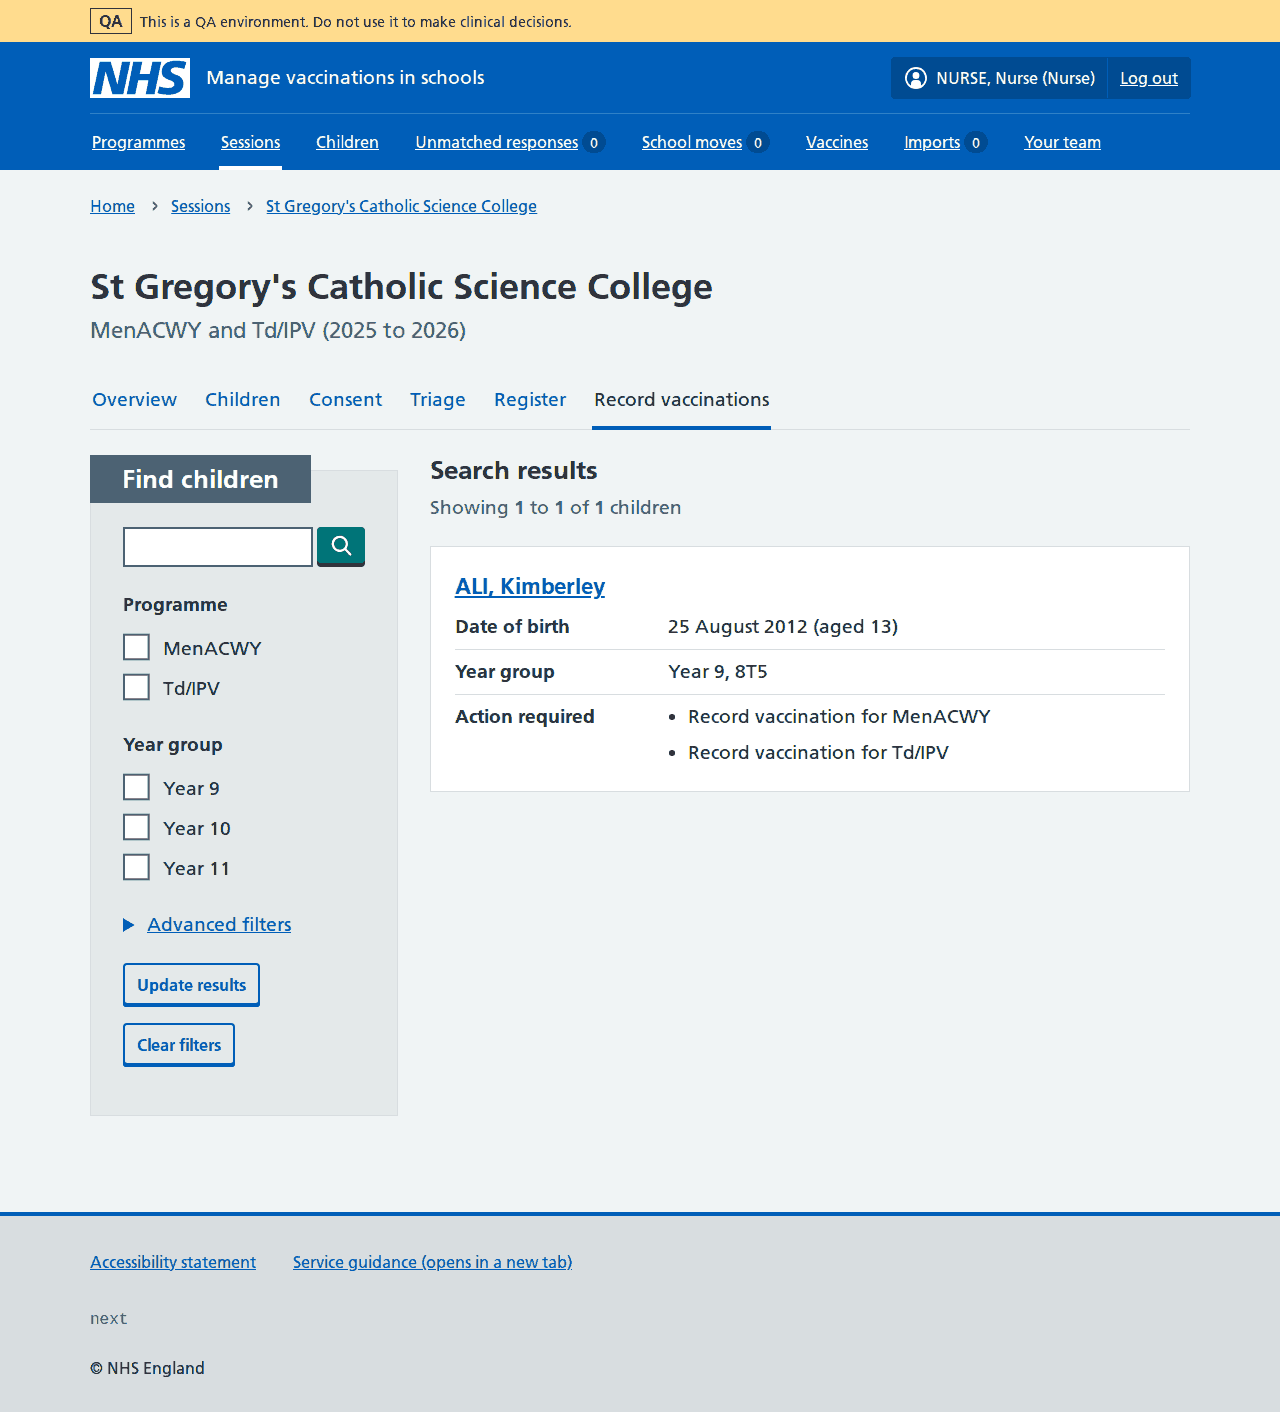 QA This is a QA environment. Do not use it to make clinical decisions.
NHS Manage vaccinations in schools NURSE, Nurse (Nurse) Log out
Programmes Sessions Children Unmatched responses 0 School moves 0 Vaccines Imports 0 Your team
Home Sessions St Gregory's Catholic Science College
St Gregory's Catholic Science College
MenACWY and Td/IPV (2025 to 2026)
Overview Children Consent Triage Register Record vaccinations
Find children
Programme
MenACWY
Td/IPV
Year group
Year 9
Year 10
Year 11
Advanced filters
Update results
Clear filters
Search results
Showing 1 to 1 of 1 children
ALI, Kimberley
Date of birth 25 August 2012 (aged 13)
Year group Year 9, 8T5
Action required • Record vaccination for MenACWY
• Record vaccination for Td/IPV
Accessibility statement Service guidance (opens in a new tab)
next
© NHS England